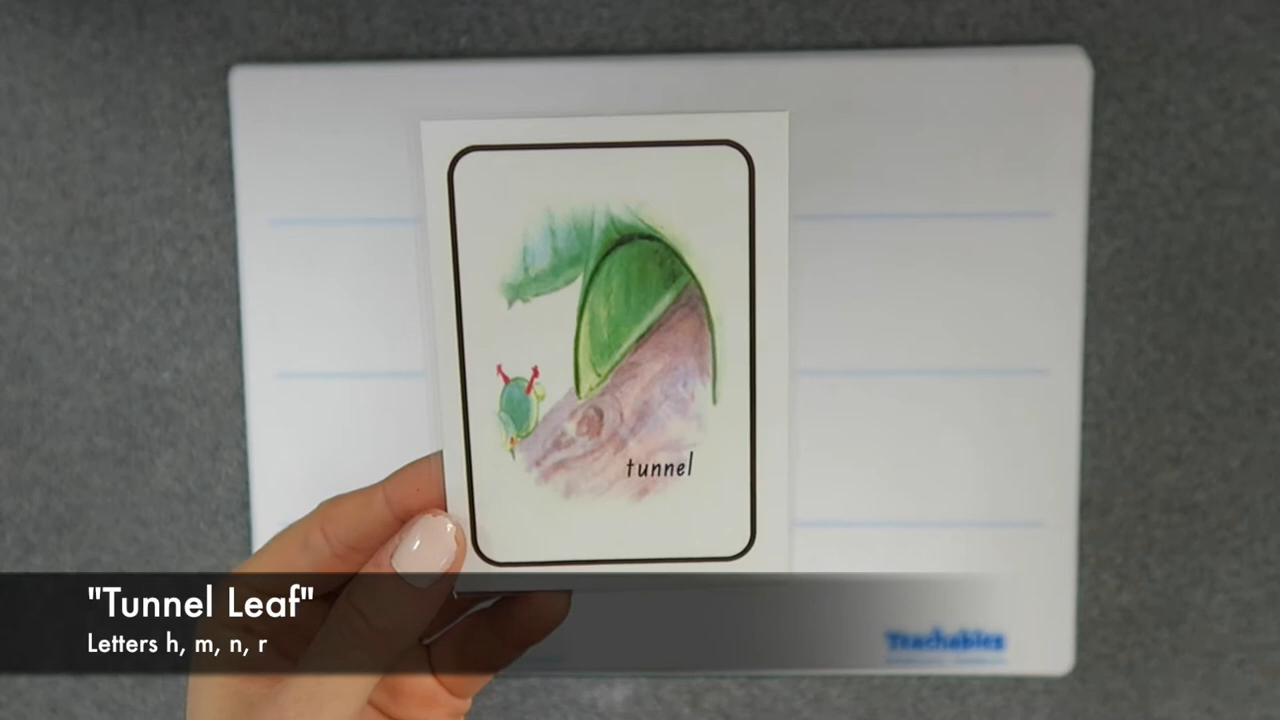 tunnel
"Tunnel Leaf"
Letters h, m, n, r
Teachables